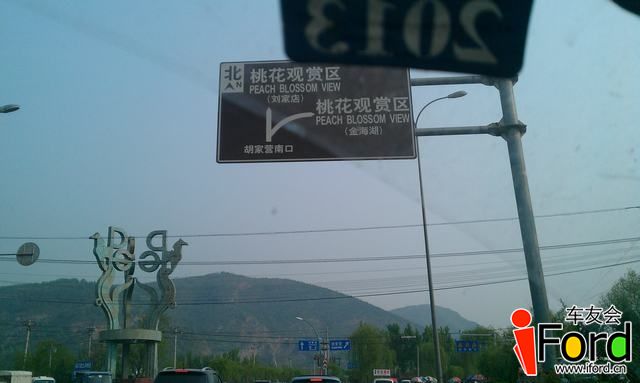 2013
北
N
桃花观赏区
PEACH BLOSSOM VIEW
(刘家店)
桃花观赏区
PEACH BLOSSOM VIEW
(金海湖)
胡家营南口
车友会
iFord
www.iford.cn